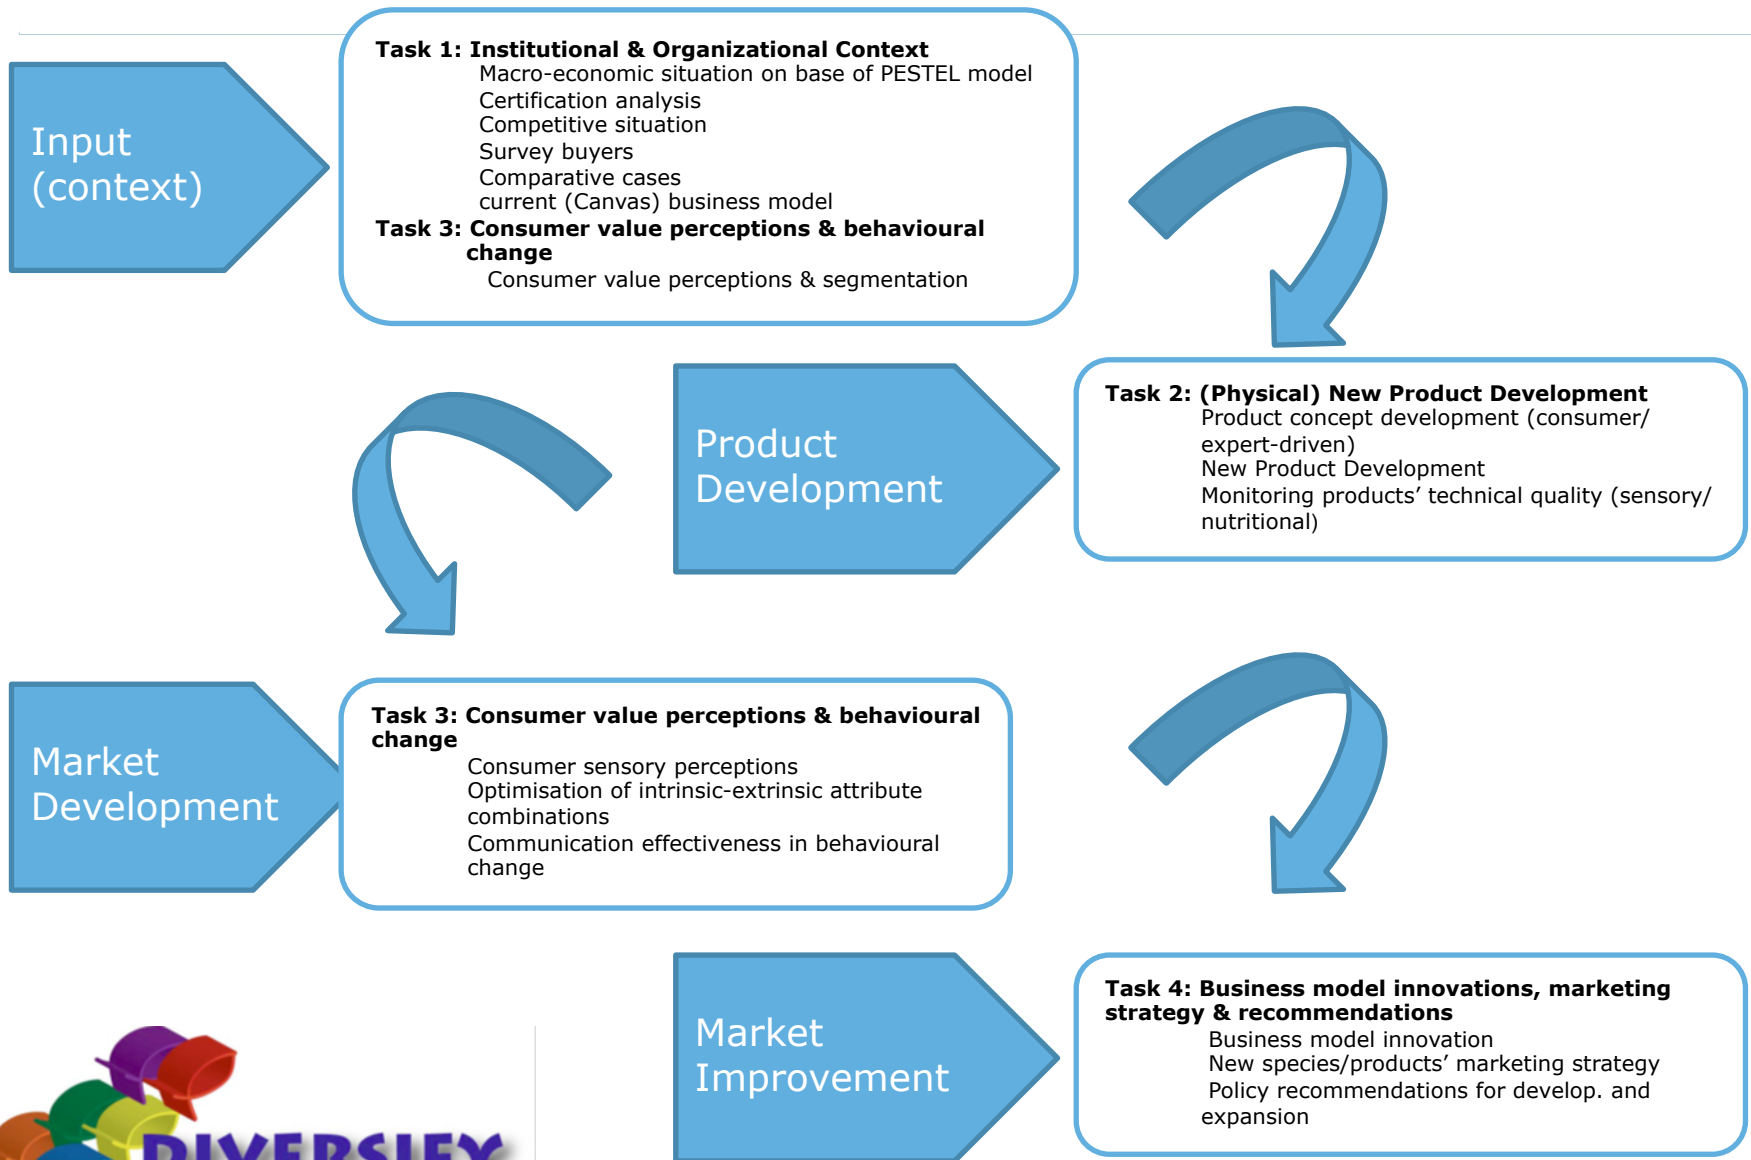 Input
(context)
Task 1: Institutional & Organizational Context
Macro-economic situation on base of PESTEL model
Certification analysis
Competitive situation
Survey buyers
Comparative cases
current (Canvas) business model
Task 3: Consumer value perceptions & behavioural
change
Consumer value perceptions & segmentation
Product
Development
Task 2: (Physical) New Product Development
Product concept development (consumer/
expert-driven)
New Product Development
Monitoring products’ technical quality (sensory/
nutritional)
Market
Development
Task 3: Consumer value perceptions & behavioural
change
Consumer sensory perceptions
Optimisation of intrinsic-extrinsic attribute
combinations
Communication effectiveness in behavioural
change
Market
Improvement
Task 4: Business model innovations, marketing
strategy & recommendations
Business model innovation
New species/products’ marketing strategy
Policy recommendations for develop. and
expansion
DIVERSIFY